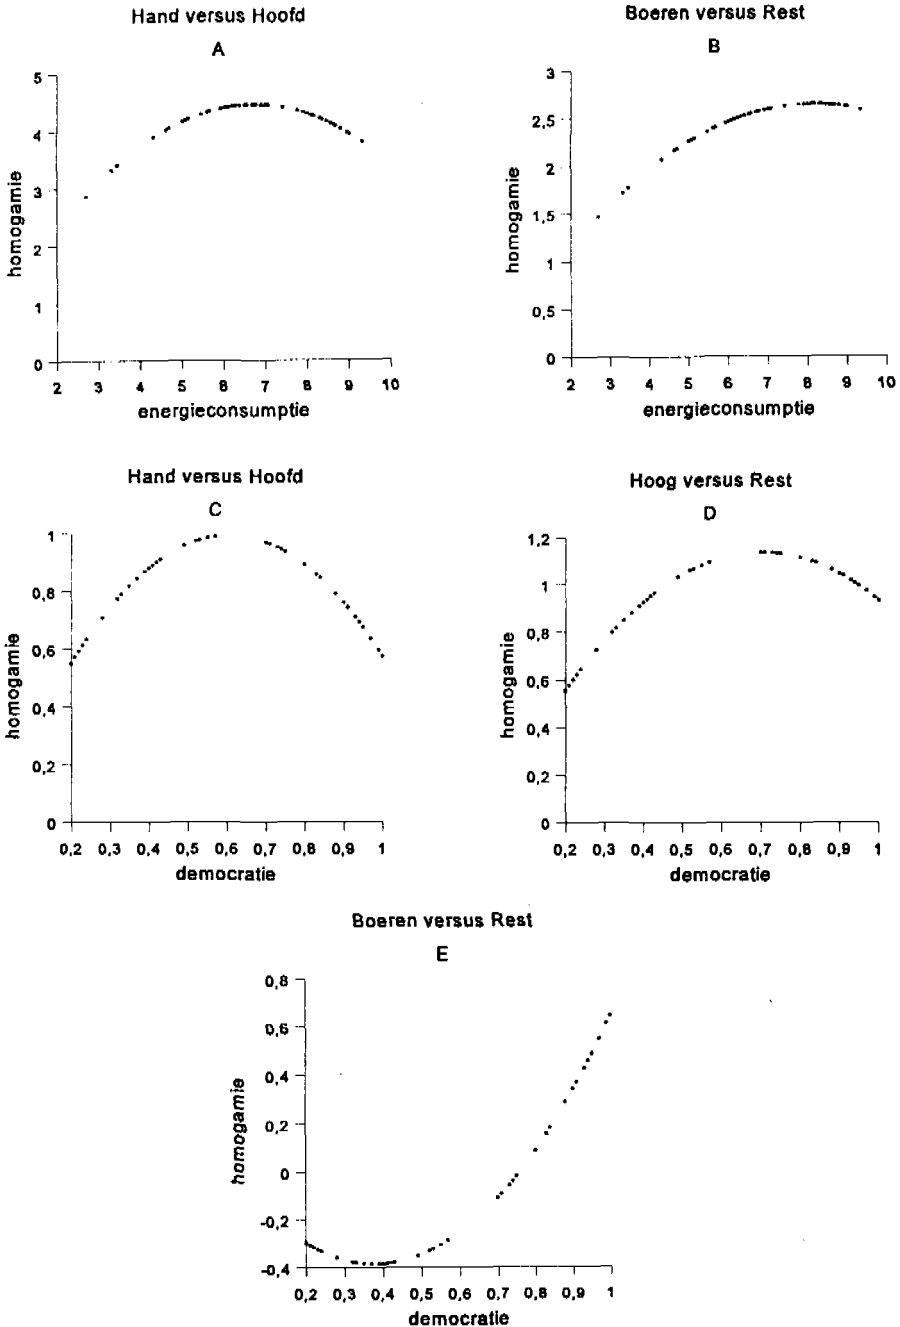 Hand versus Hoofd
A
5
4
3
2
1
0
homogamie
2 3 4 5 6 7 8 9 10
energieconsumptie
Boeren versus Rest
B
3
2,5
2
1,5
1
0,5
0
homogamie
2 3 4 5 6 7 8 9 10
energieconsumptie
Hand versus Hoofd
C
1
0,8
0,6
0,4
0,2
0
homogamie
0,2 0,3 0,4 0,5 0,6 0,7 0,8 0,9 1
democratie
Hoog versus Rest
D
1,2
1
0,8
0,6
0,4
0,2
0
homogamie
0,2 0,3 0,4 0,5 0,6 0,7 0,8 0,9 1
democratie
Boeren versus Rest
E
0,8
0,6
0,4
0,2
0
-0,2
-0,4
homogamie
0,2 0,3 0,4 0,5 0,6 0,7 0,8 0,9 1
democratie